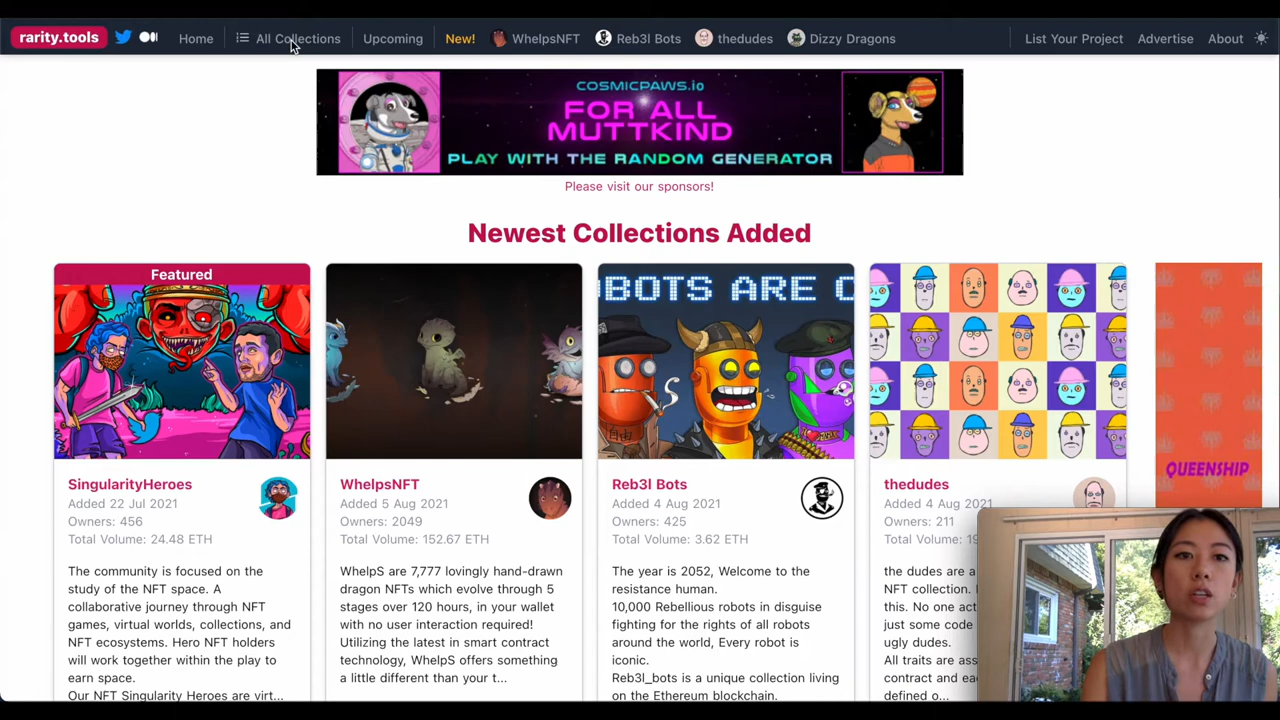 rarity.tools Home All Collections Upcoming New! WhelpsNFT Reb3l Bots thedudes Dizzy Dragons List Your Project Advertise About
COSMICPAWS.io
FOR ALL
MUTTKIND
PLAY WITH THE RANDOM GENERATOR
Please visit our sponsors!
Newest Collections Added
Featured
SingularityHeroes
Added 22 Jul 2021
Owners: 456
Total Volume: 24.48 ETH
The community is focused on the
study of the NFT space. A
collaborative journey through NFT
games, virtual worlds, collections, and
NFT ecosystems. Hero NFT holders
will work together within the play to
earn space.
Our NFT Singularity Heroes are virt...
WhelpsNFT
Added 5 Aug 2021
Owners: 2049
Total Volume: 152.67 ETH
WhelpS are 7,777 lovingly hand-drawn
dragon NFTs which evolve through 5
stages over 120 hours, in your wallet
with no user interaction required!
Utilizing the latest in smart contract
technology, WhelpS offers something
a little different than your t...
BOTS ARE
Reb3l Bots
Added 4 Aug 2021
Owners: 425
Total Volume: 3.62 ETH
The year is 2052, Welcome to the
resistance human.
10,000 Rebellious robots in disguise
fighting for the rights of all robots
around the world, Every robot is
iconic.
Reb3l_bots is a unique collection living
on the Ethereum blockchain.
thedudes
Added 4 Aug 2021
Owners: 211
Total Volume:
the dudes are a
NFT collection.
this. No one
just some code
ugly dudes.
All traits are
contract and
defined o...
QUEENSHIP